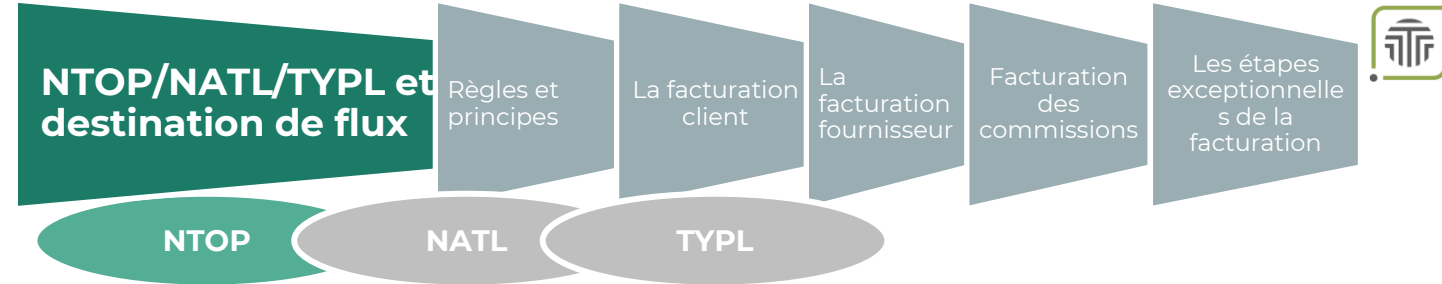 NTOP/NATL/TYPL et
destination de flux
Règles et
principes
La facturation
client
La
facturation
fournisseur
Facturation
des
commissions
Les étapes
exceptionnelle
s de la
facturation
NTOP
NATL
TYPL